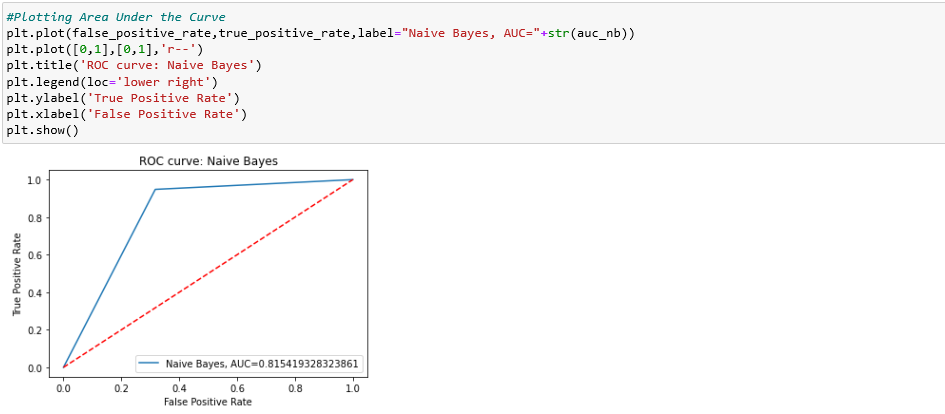 #Plotting Area Under the Curve
plt.plot(false_positive_rate,true_positive_rate,label="Naive Bayes, AUC="+str(auc_nb))
plt.plot([0,1],[0,1],'r--')
plt.title('ROC curve: Naive Bayes')
plt.legend(loc='lower right')
plt.ylabel('True Positive Rate')
plt.xlabel('False Positive Rate')
plt.show()
ROC curve: Naive Bayes
1.0
0.8
0.6
0.4
0.2
0.0
True Positive Rate
Naive Bayes, AUC=0.815419328323861
0.0 0.2 0.4 0.6 0.8 1.0
False Positive Rate